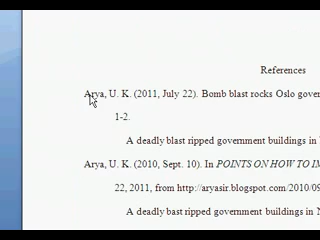 References
Arya, U. K. (2011, July 22). Bomb blast rocks Oslo
1-2.
A deadly blast ripped government buildings in
Arya, U. K. (2010, Sept. 10). In POINTS ON HOW TO
22, 2011, from http://aryasir.blogspot.com/2010/09
A deadly bast ripped government buildings in